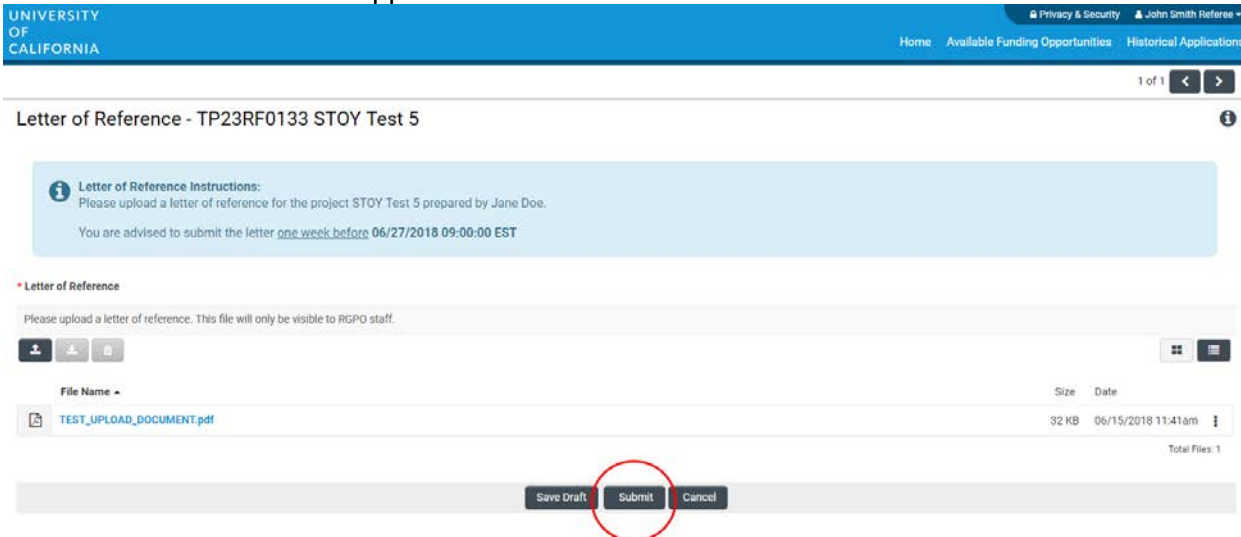 UNIVERSITY
OF
CALIFORNIA
Privacy & Security John Smith Referee
Home Available Funding Opportunities Historical Applications
1 of 1
Letter of Reference - TP23RF0133 STOY Test 5
Letter of Reference Instructions:
Please upload a letter of reference for the project STOY Test 5 prepared by Jane Doe.
You are advised to submit the letter one week before 06/27/2018 09:00:00 EST
* Letter of Reference
Please upload a letter of reference. This file will only be visible to RGPO staff.
File Name Size Date
TEST_UPLOAD_DOCUMENT.pdf 32 KB 06/15/2018 11:41am
Total Files: 1
Save Draft Submit Cancel